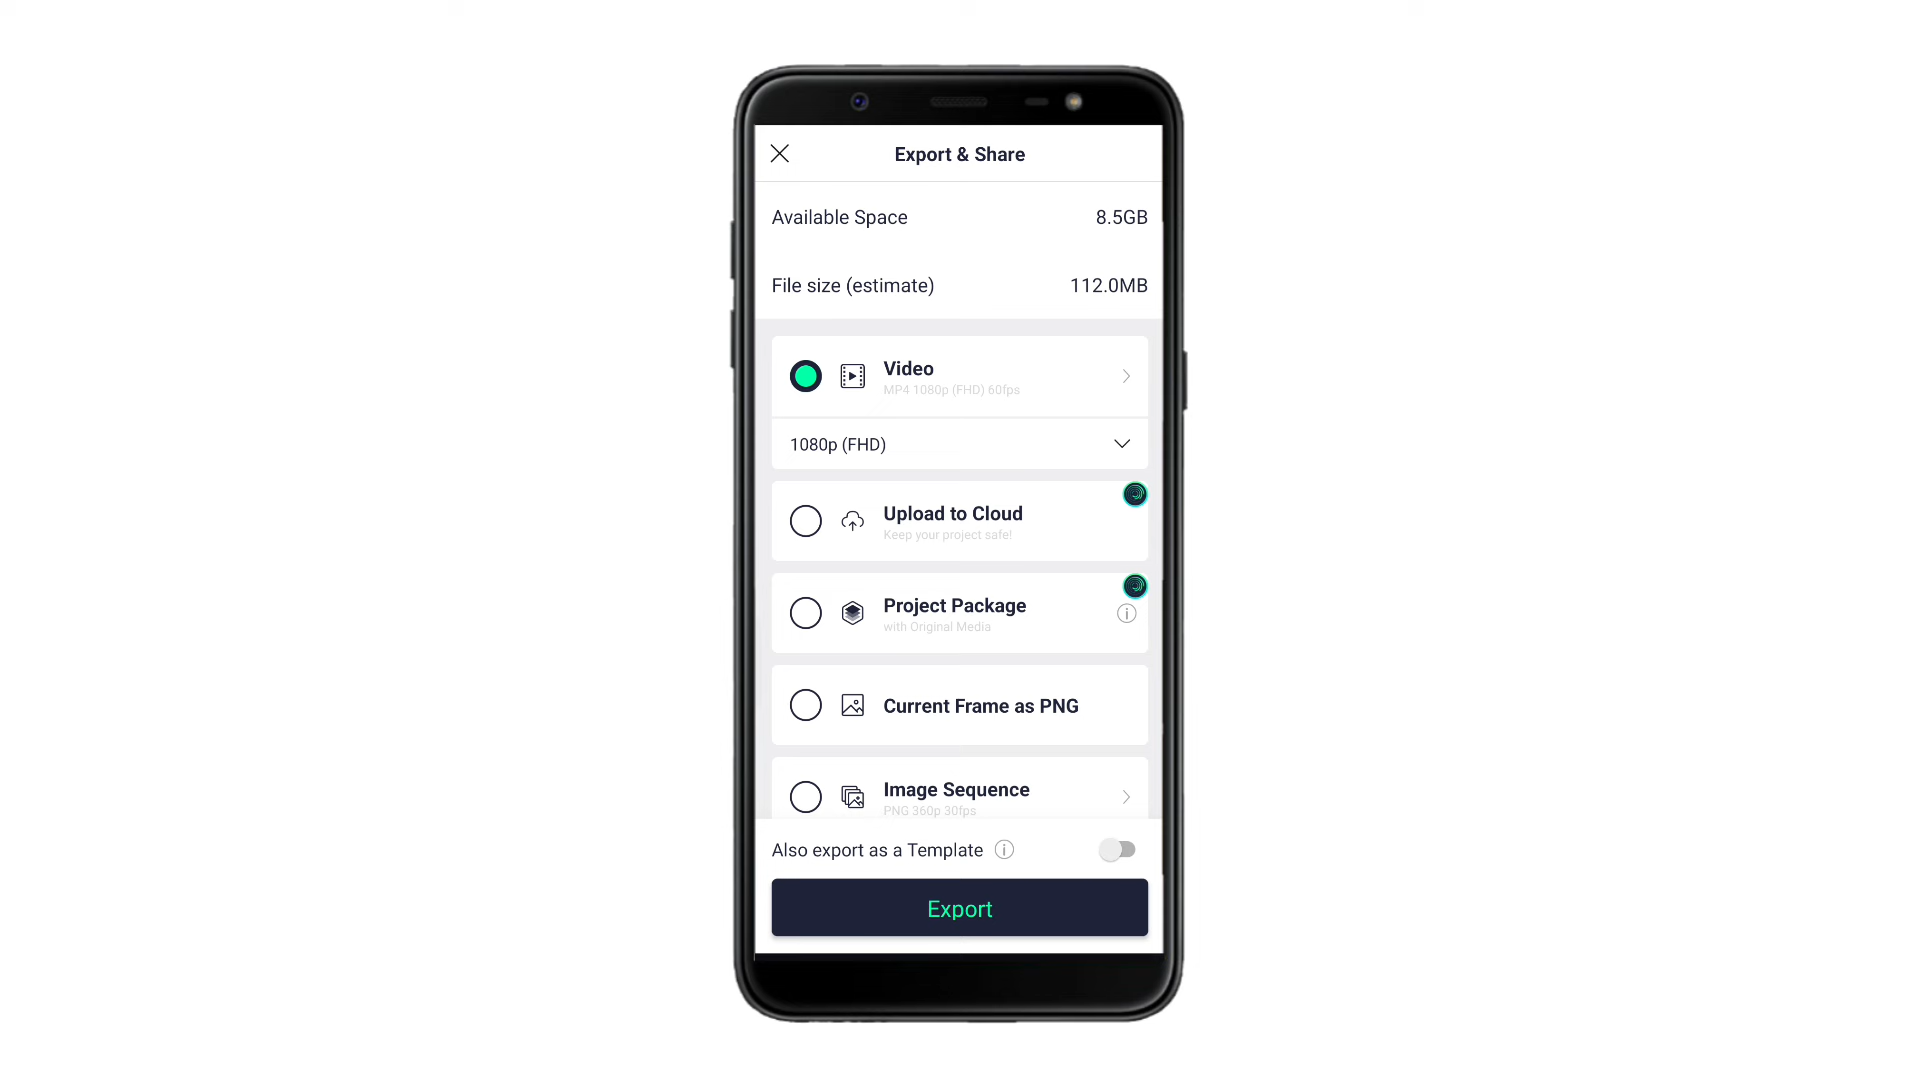 Export & Share
Available Space
8.5GB
File size (estimate)
112.0MB
Video
MP4 1080p (FHD) 60fps
1080p (FHD)
Upload to Cloud
Keep your project safe!
Project Package
with Original Media
Current Frame as PNG
Image Sequence
PNG 360p 30fps
Also export as a Template
Export